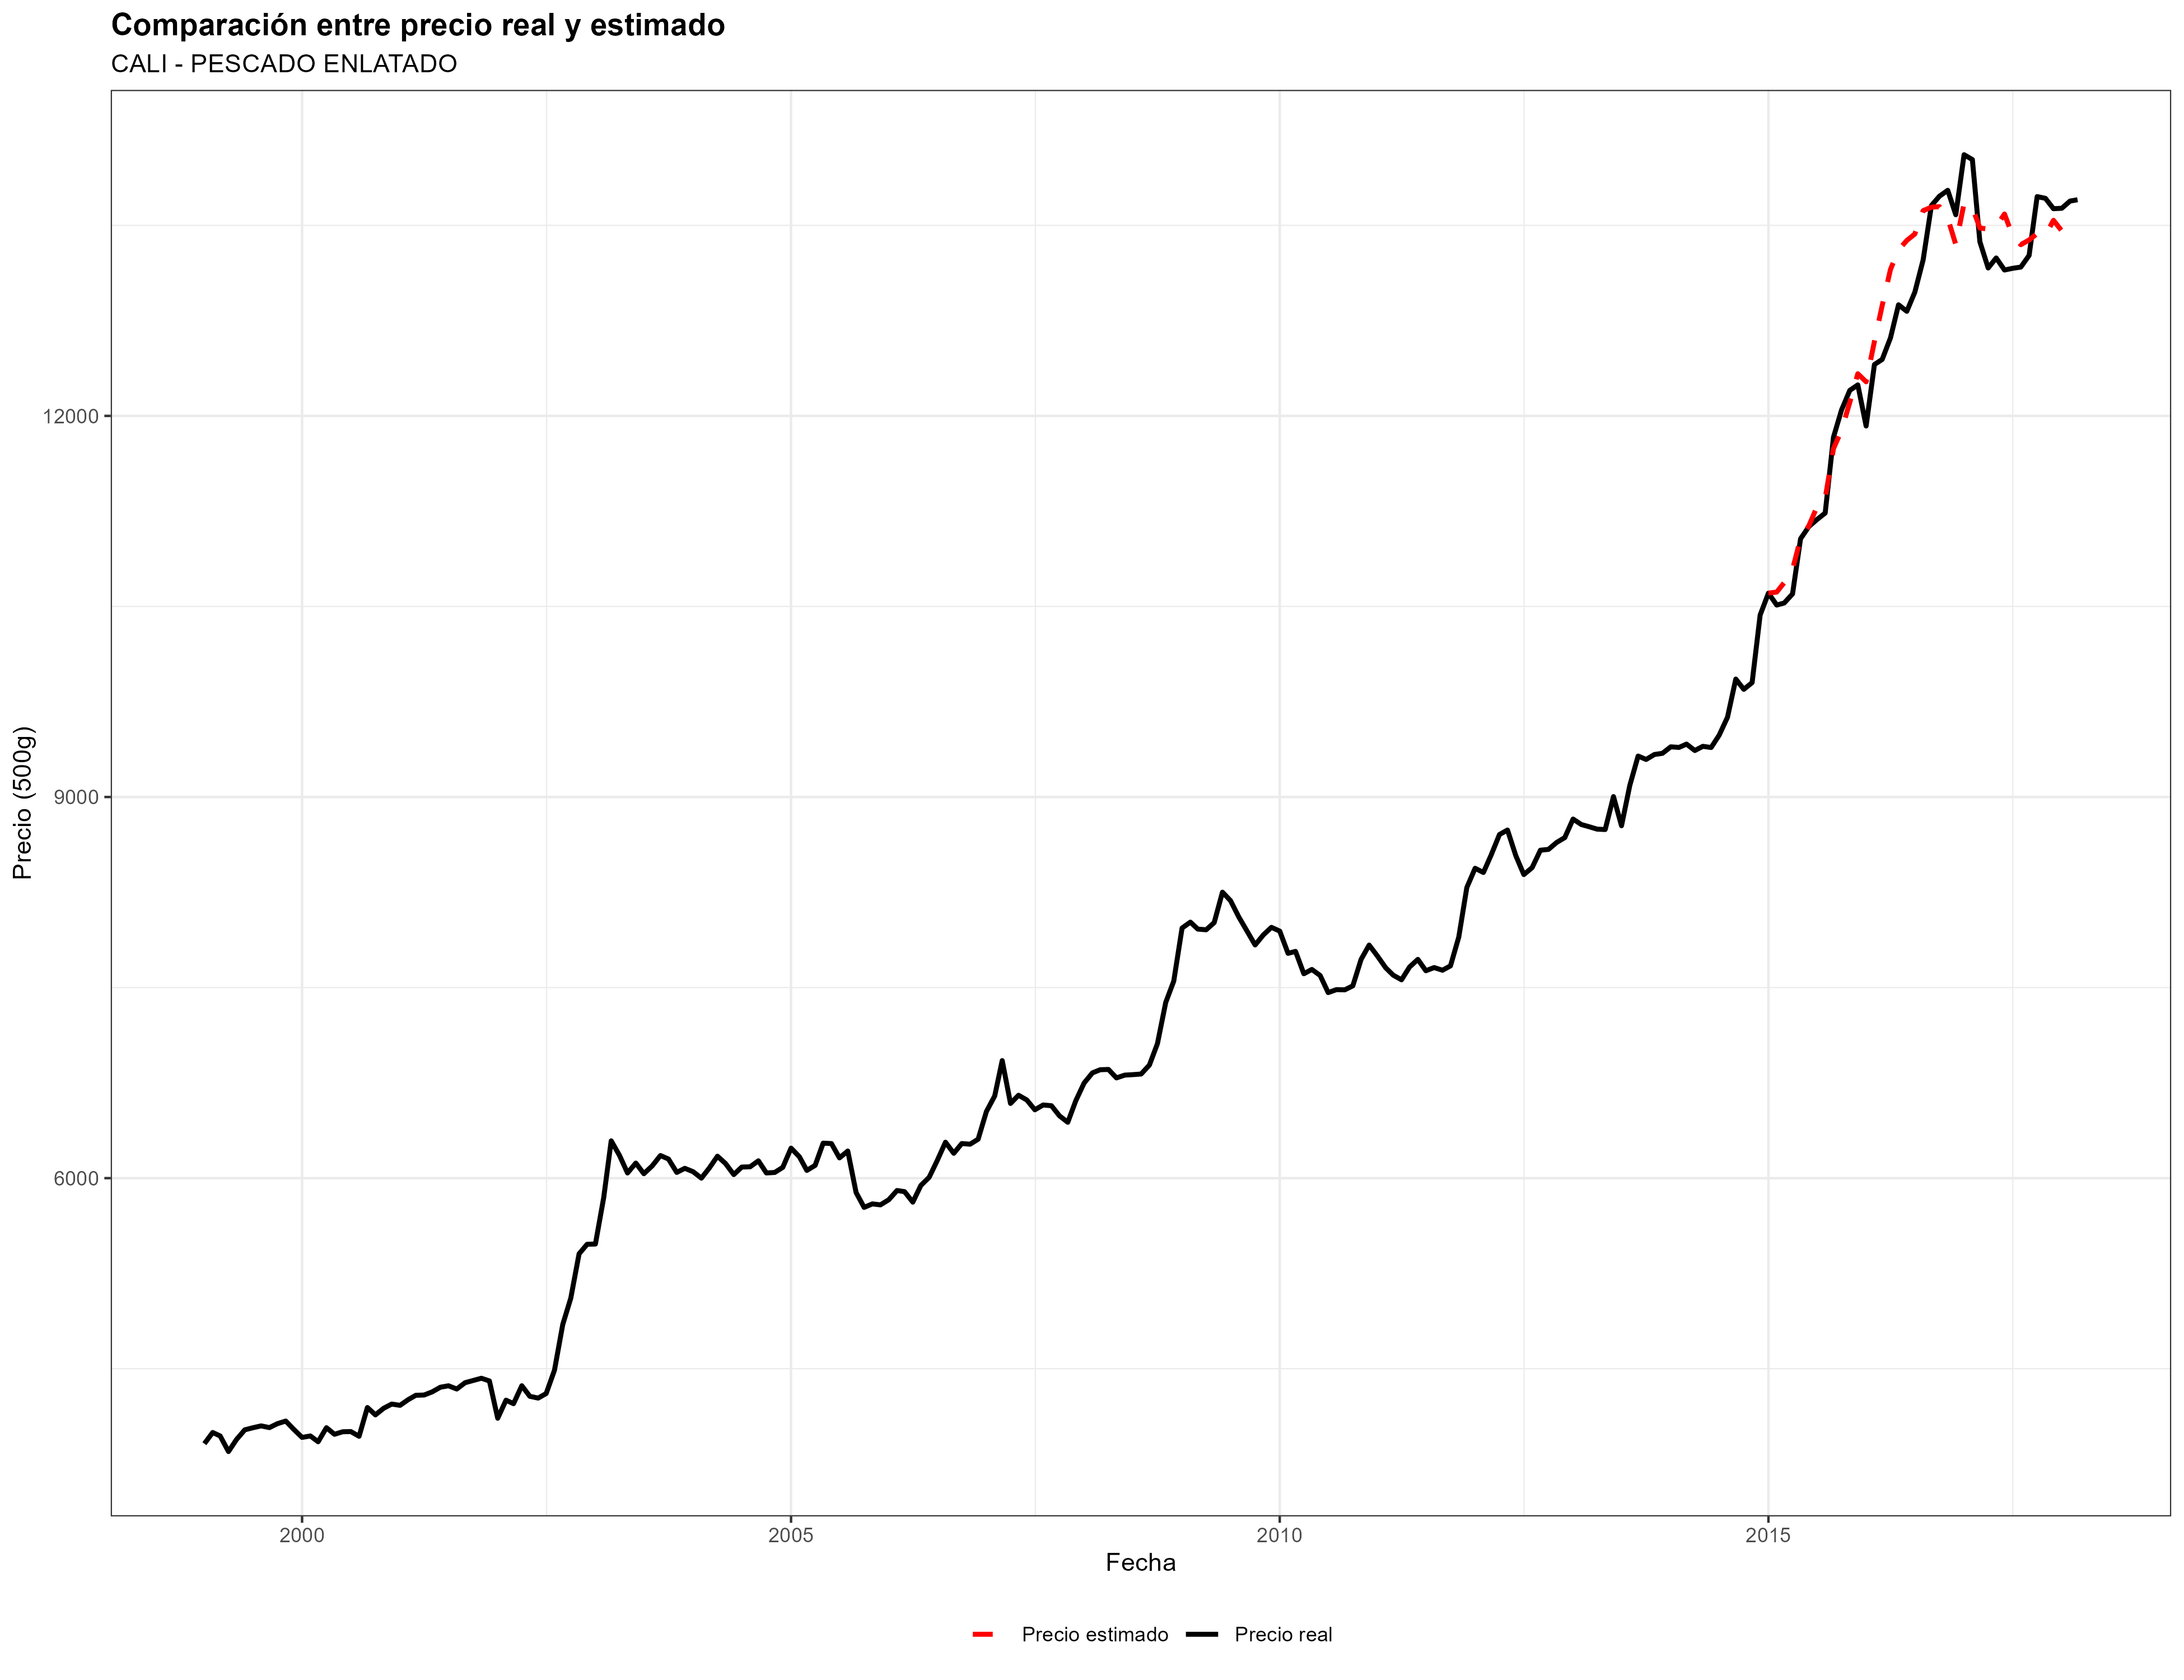 Comparación entre precio real y estimado
CALI - PESCADO ENLATADO
Precio (500g)
12000
9000
6000
2000
2005
2010
2015
Fecha
Precio estimado
Precio real